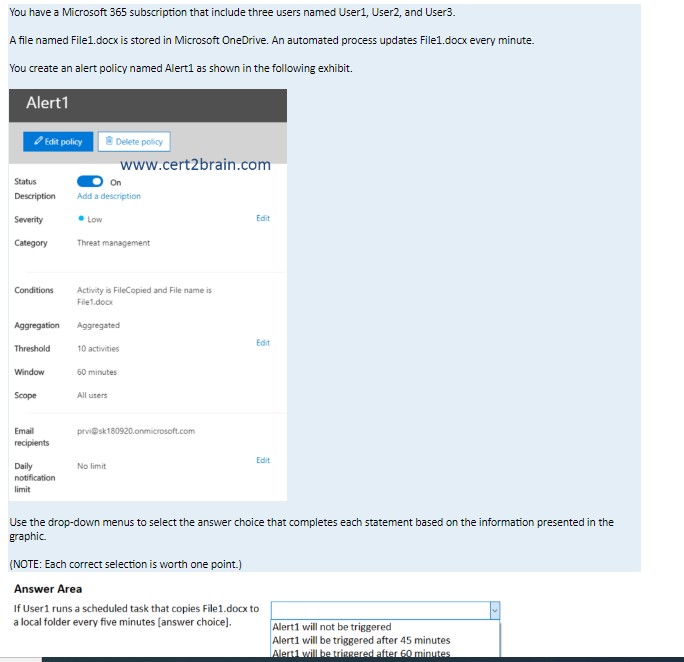 You have a Microsoft 365 subscription that include three users named User1, User2, and User3.
A file named File1.docx is stored in Microsoft OneDrive. An automated process updates File1.docx every minute.
You create an alert policy named Alert1 as shown in the following exhibit.
Alert1
Edit policy
Delete policy
www.cert2brain.com
Status On
Description Add a description
Severity Low Edit
Category Threat management
Conditions Activity is FileCopied and File name is
File1.docx
Aggregation Aggregated
Edit
Threshold 10 activities
Window 60 minutes
Scope All users
Email prvi@sk180920.onmicrosoft.com
recipients
Edit
Daily No limit
notification
limit
Use the drop-down menus to select the answer choice that completes each statement based on the information presented in the
graphic.
(NOTE: Each correct selection is worth one point.)
Answer Area
If User1 runs a scheduled task that copies File1.docx to
a local folder every five minutes [answer choice].
Alert1 will not be triggered
Alert1 will be triggered after 45 minutes
Alert1 will be triggered after 60 minutes